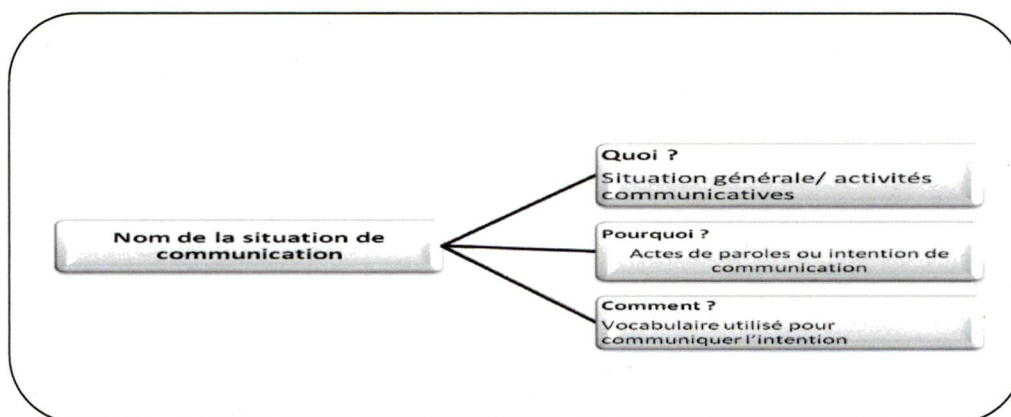 Nom de la situation de
communication
Quoi ?
Situation générale/ activités
communicatives
Pourquoi ?
Actes de paroles ou intention de
communication
Comment ?
Vocabulaire utilisé pour
communiquer l'intention